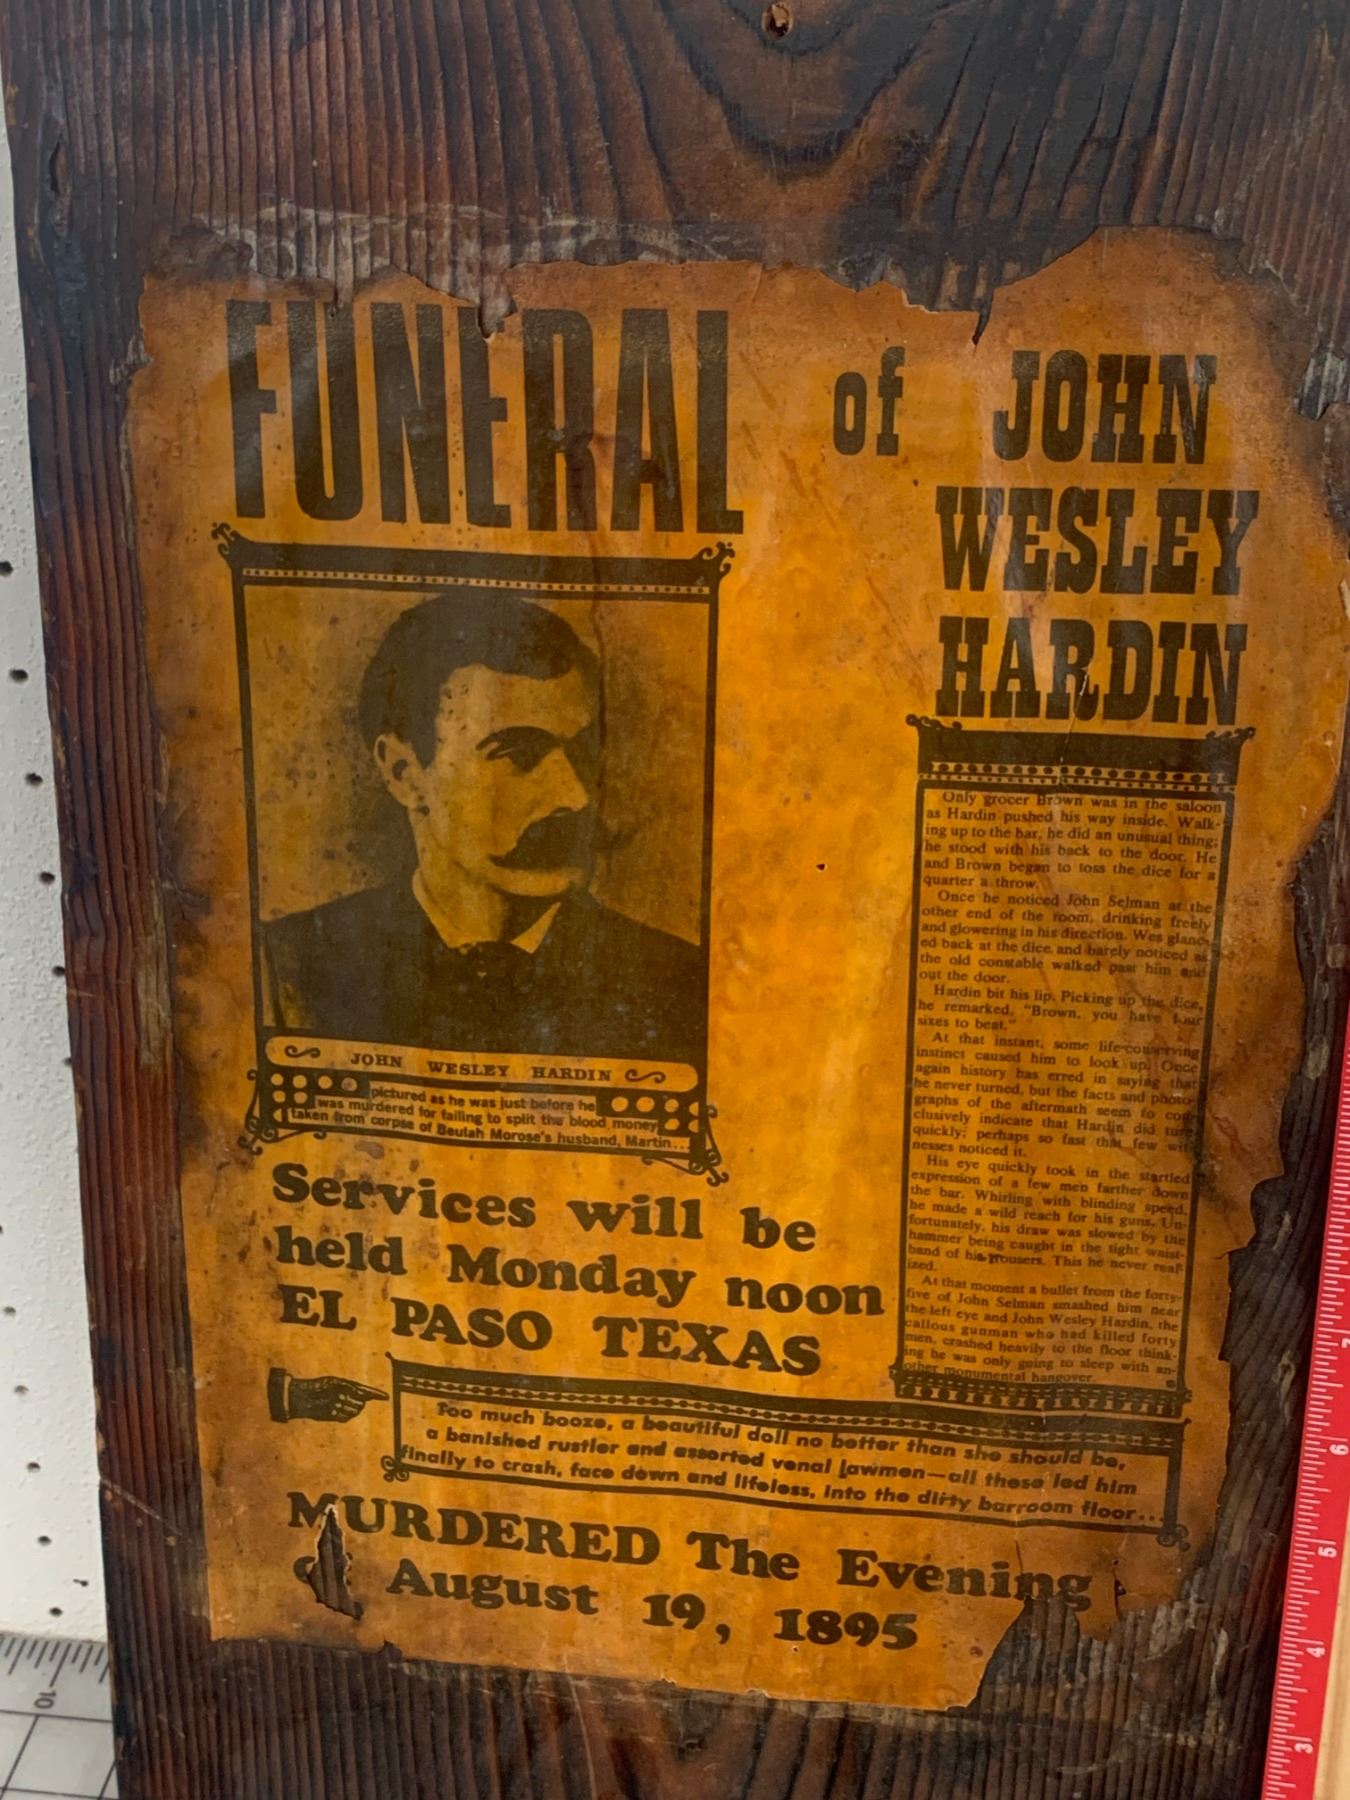 FUNERAL of JOHN
WESLEY
HARDIN
JOHN WESLEY HARDIN
pictured as he was just before he
was murdered for failing to split the blood money
taken from corpse of Beulah Morose's husband, Martin...
Services will be
held Monday noon
EL PASO TEXAS
Only grocer Brown was in the saloon
as Hardin pushed his way inside. Walk-
ing up to the bar, he did an unusual thing;
he stood with his back to the door. He
and Brown began to toss the dice for a
quarter a throw.
Once he noticed John Selman at the
other end of the room, drinking freely
and glowering in his direction. Wes glanc-
ed back at the dice and barely noticed as
the old constable walked past him and
out the door.
Hardin bit his lip. Picking up the dice,
he remarked, "Brown, you have four
sixes to beat."
At that instant, some life-conserving
instinct caused him to look up. Once
again history has erred in saying that
he never turned, but the facts and photo-
graphs of the aftermath seem to con-
clusively indicate that Hardin did turn
quickly; perhaps so fast that few wit-
nesses noticed it.
His eye quickly took in the startled
expression of a few men farther down
the bar. Whirling with blinding speed,
he made a wild reach for his guns. Un-
fortunately, his draw was slowed by the
hammer being caught in the tight waist-
band of his trousers. This he never real-
ized.
At that moment a bullet from the forty-
five of John Selman smashed him near
the left eye and John Wesley Hardin, the
callous gunman who had killed forty
men, crashed heavily to the floor think-
ing he was only going to sleep with an-
other monumental hangover.
Too much booze, a beautiful doll no better than she should be,
a banished rustler and assorted venal lawmen—all these led him
finally to crash, face down and lifeless, into the dirty barroom floor...
MURDERED The Evening
of August 19, 1895
10
7
6
5
4
3